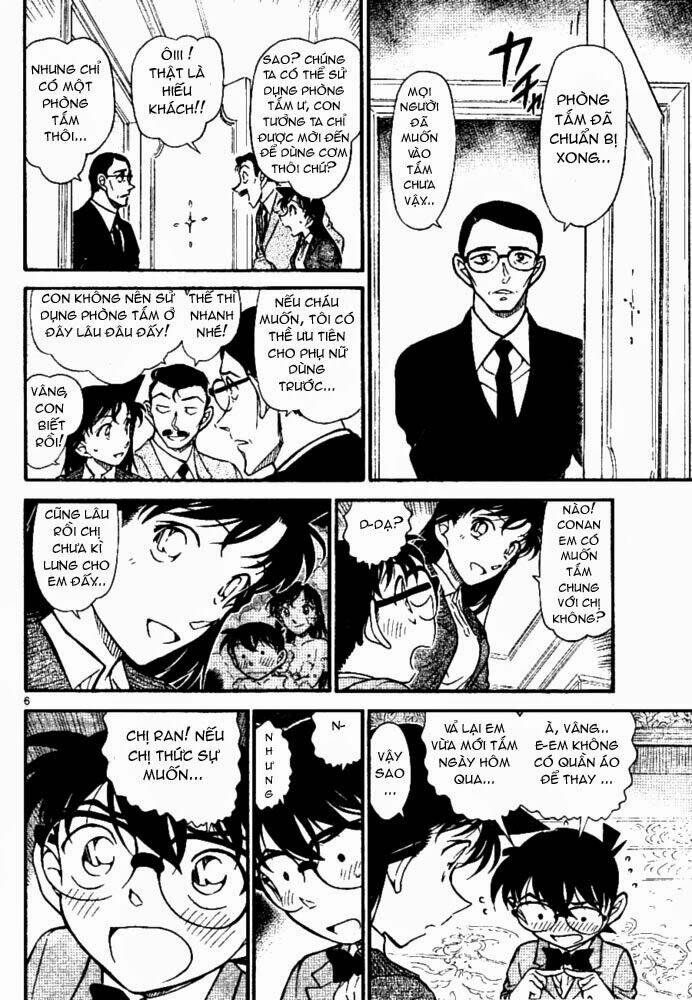 PHÒNG
TẮM ĐÃ
CHUẨN BỊ
XONG...
ガチャ
MỌI
NGƯỜI
ĐÃ
MUỐN
VÀO
TẮM
CHƯA
VẬY..
SAO? CHÚNG
TA CÓ THỂ SỬ
DỤNG PHÒNG
TẮM Ư, CON
TƯỞNG TA CHỈ
ĐƯỢC MỜI ĐẾN
ĐỂ DÙNG CƠM
THÔI CHỨ?
ÔIII !
THẬT LÀ
HIẾU
KHÁCH!!
NHƯNG CHỈ
CÓ MỘT
PHÒNG
TẮM
THÔI...
NẾU CHÁU
MUỐN, TÔI CÓ
THỂ ƯU TIÊN
CHO PHỤ NỮ
DÙNG
TRƯỚC...
THẾ THÌ
NHANH
NHÉ!
CON KHÔNG NÊN SỬ
DỤNG PHÒNG TẮM Ở
ĐÂY LÂU ĐÂU ĐẤY!
VÂNG,
CON
BIẾT
RỒI!
NÀO!
CONAN
EM CÓ
MUỐN
TẮM
CHUNG
VỚI CHỊ
KHÔNG?
D-DẠ?
CŨNG LÂU
RỒI CHỊ
CHƯA KÌ
LƯNG CHO
EM ĐẤY...
6
À, VÂNG...
E-EM KHÔNG
CÓ QUẦN ÁO
ĐỂ THAY ...
VẢ LẠI EM
VỪA MỚI TẮM
NGÀY HÔM
QUA...
VẬY
SAO
...
N-
NHƯNG
CHỊ RAN! NẾU
CHỊ THỨC SỰ
MUỐN...